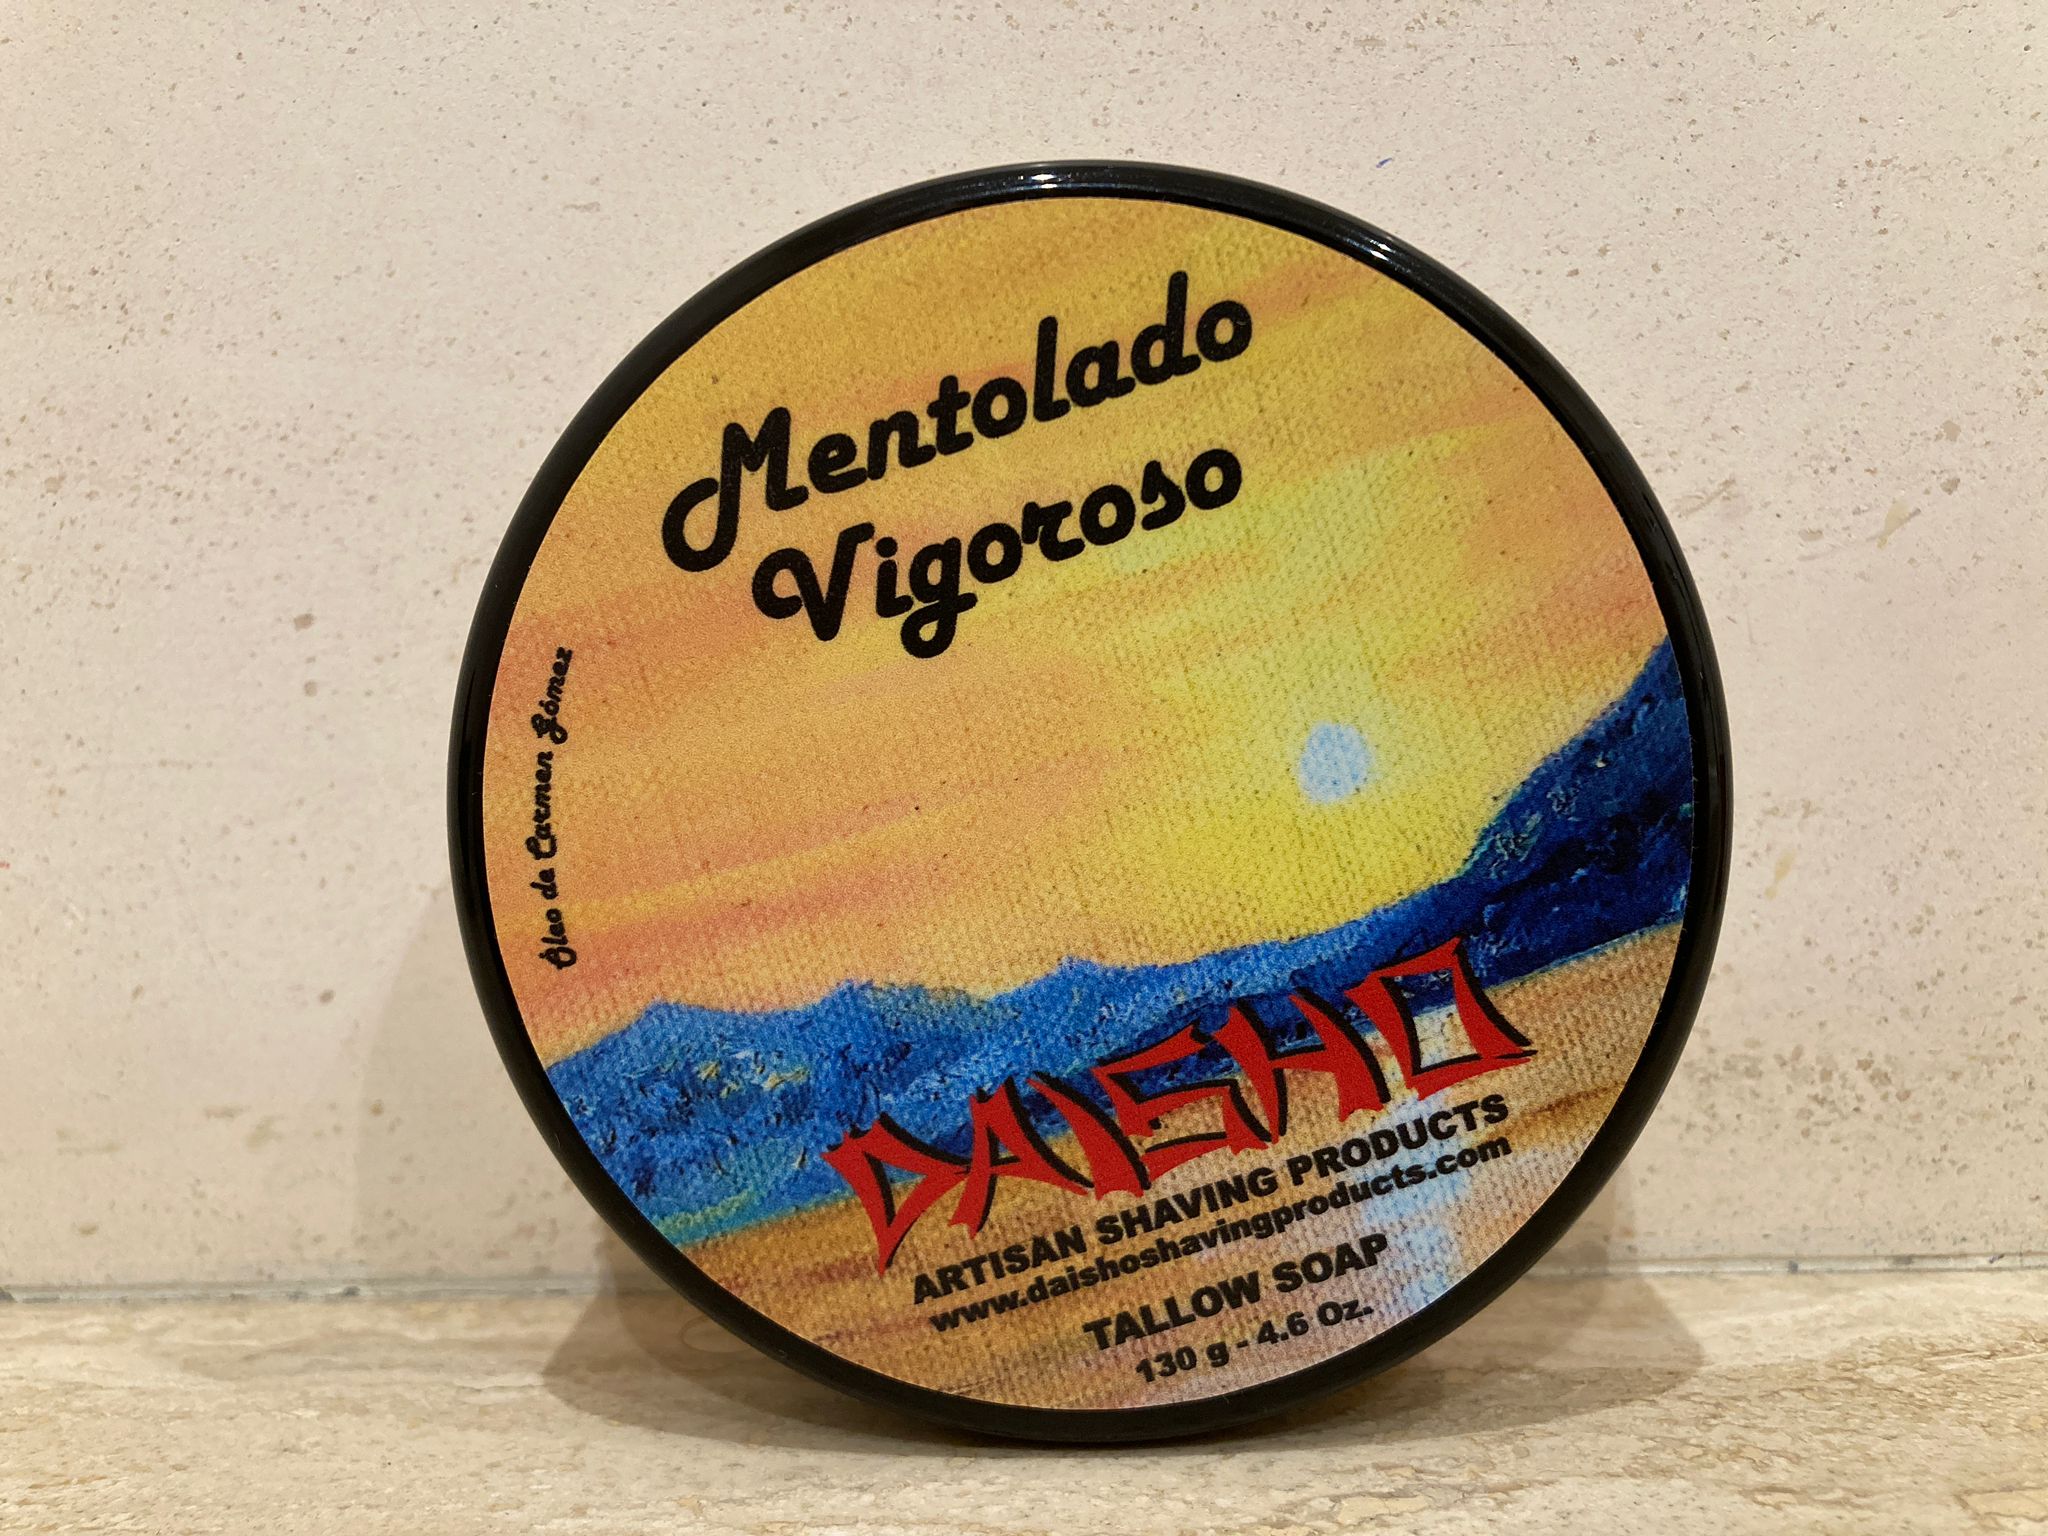 Mentolado
Vigoroso
Óleo de Carmen Gómez
DAISHO
ARTISAN SHAVING PRODUCTS
www.daishoshavingproducts.com
TALLOW SOAP
130 g - 4.6 Oz.